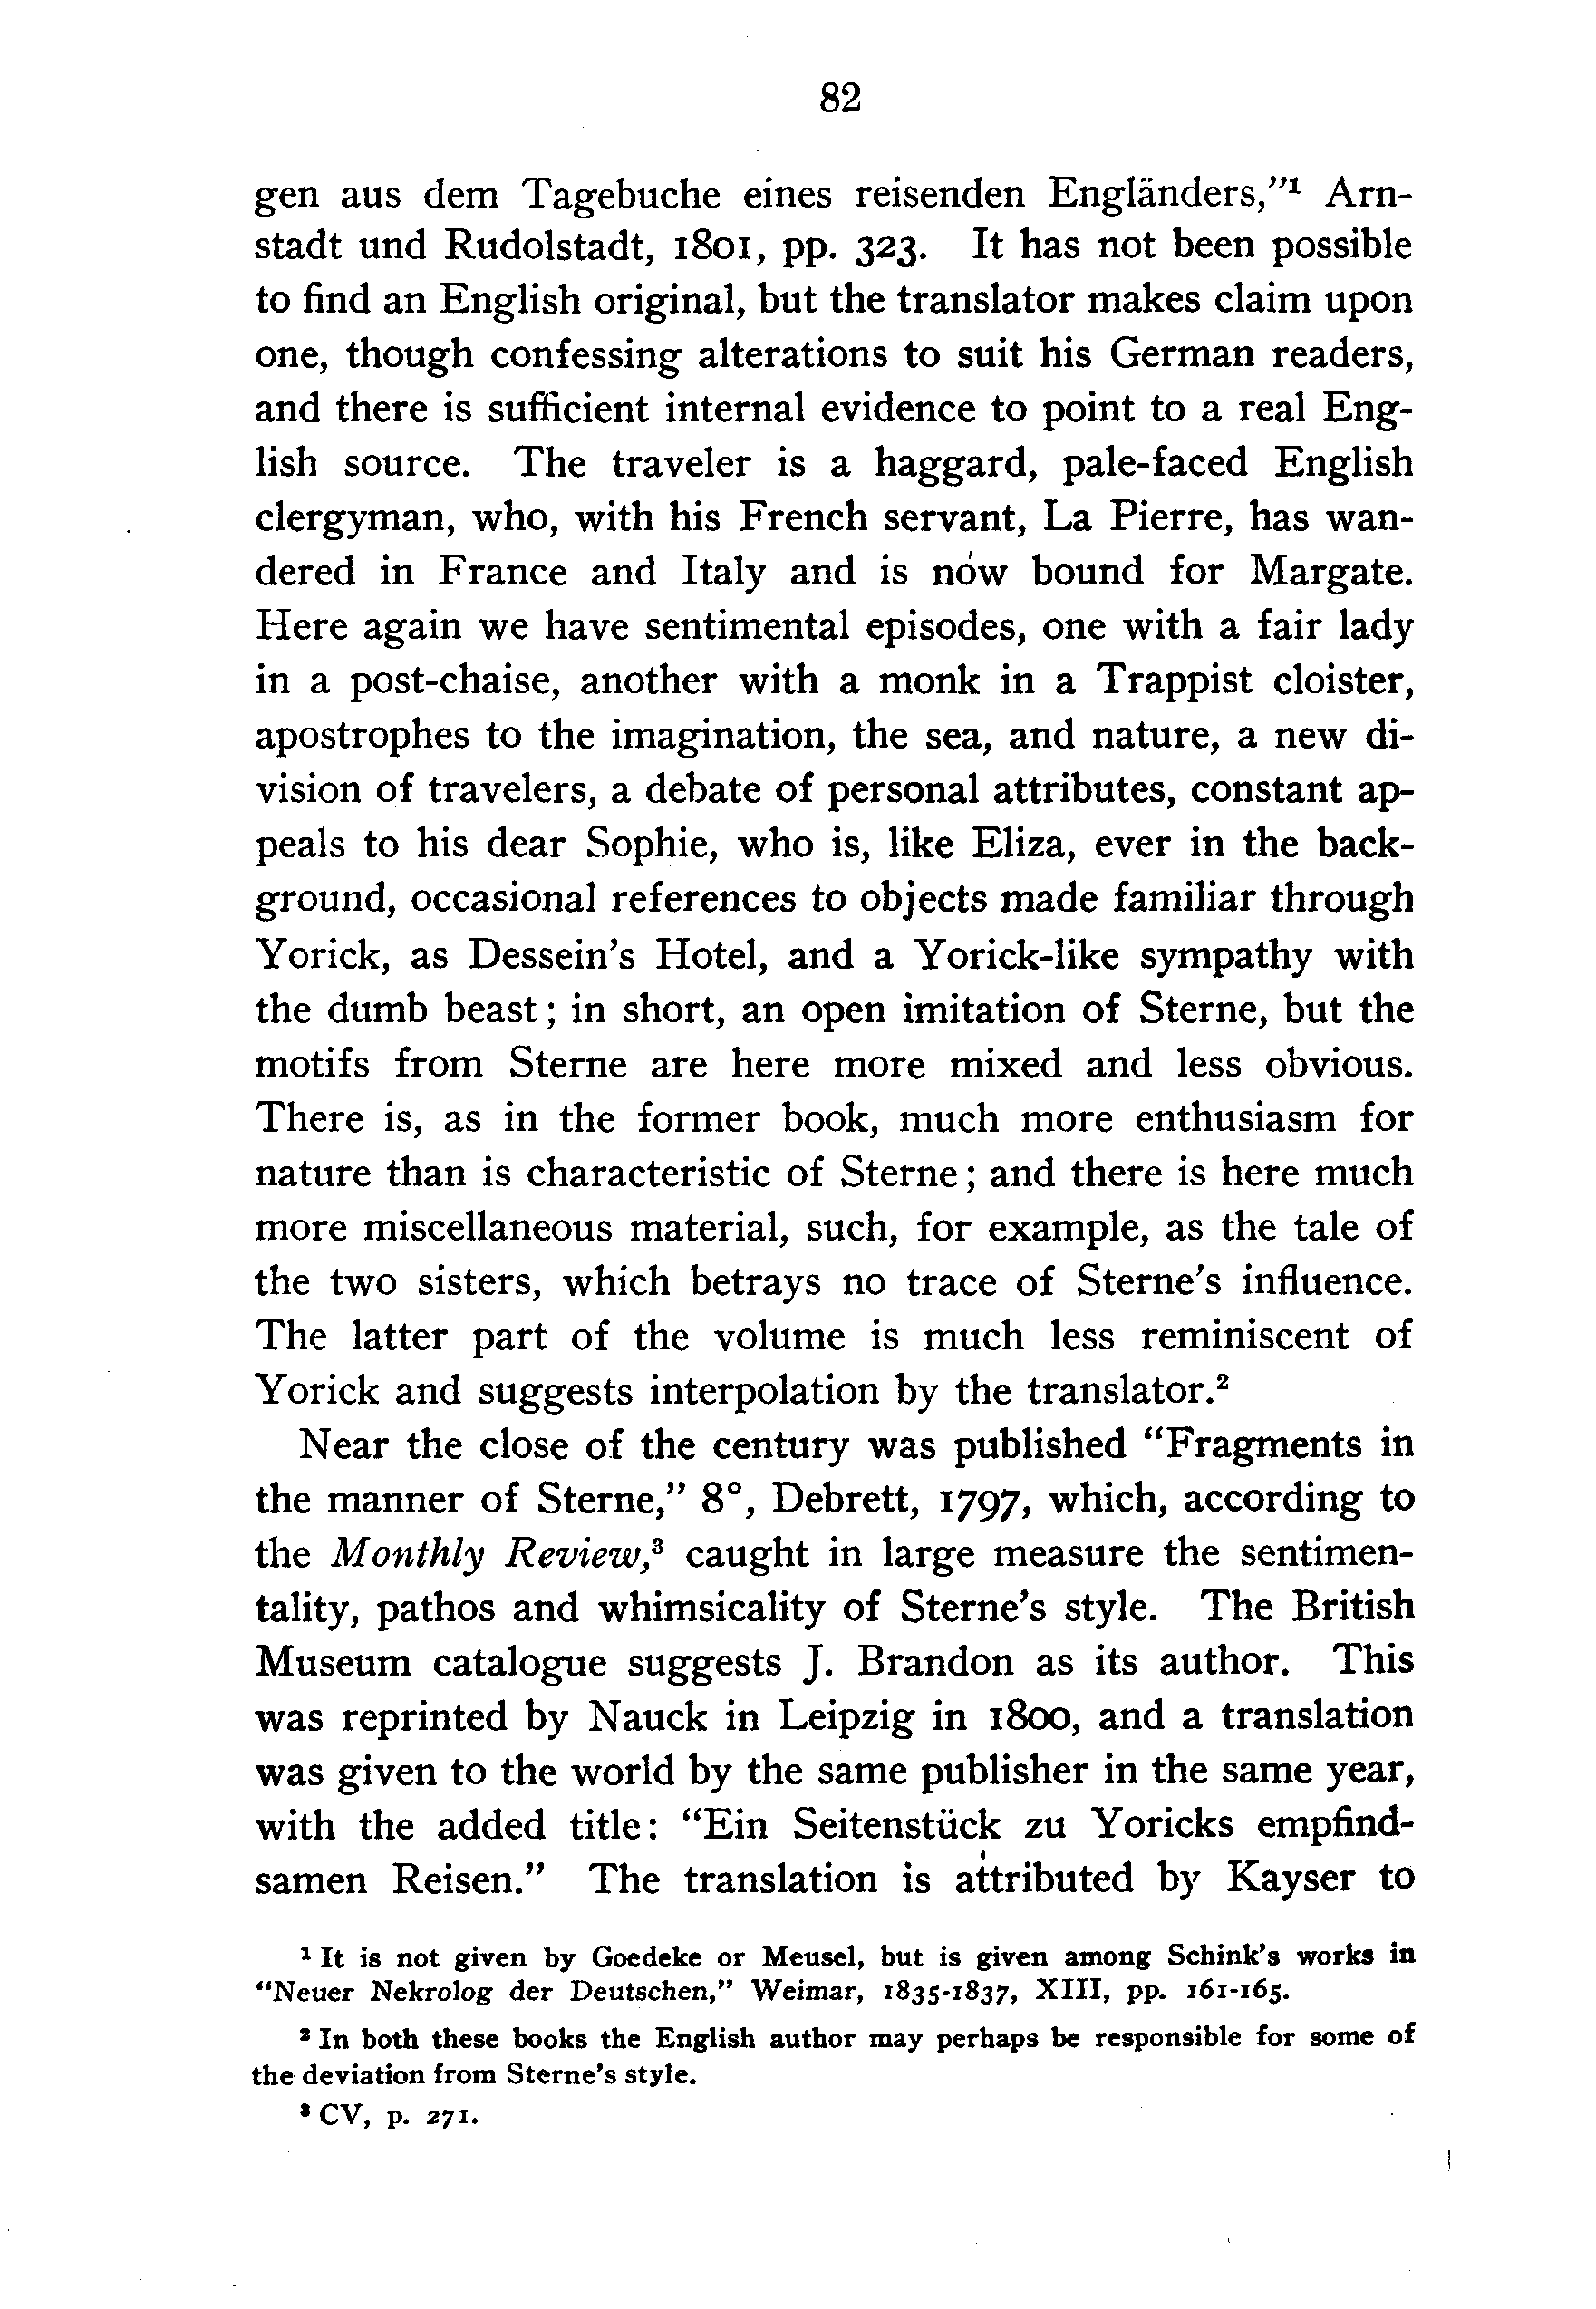 82
gen aus dem Tagebuche eines reisenden Engländers,"¹ Arn-
stadt und Rudolstadt, 1801, pp. 323. It has not been possible
to find an English original, but the translator makes claim upon
one, though confessing alterations to suit his German readers,
and there is sufficient internal evidence to point to a real Eng-
lish source. The traveler is a haggard, pale-faced English
clergyman, who, with his French servant, La Pierre, has wan-
dered in France and Italy and is now bound for Margate.
Here again we have sentimental episodes, one with a fair lady
in a post-chaise, another with a monk in a Trappist cloister,
apostrophes to the imagination, the sea, and nature, a new di-
vision of travelers, a debate of personal attributes, constant ap-
peals to his dear Sophie, who is, like Eliza, ever in the back-
ground, occasional references to objects made familiar through
Yorick, as Dessein's Hotel, and a Yorick-like sympathy with
the dumb beast; in short, an open imitation of Sterne, but the
motifs from Sterne are here more mixed and less obvious.
There is, as in the former book, much more enthusiasm for
nature than is characteristic of Sterne; and there is here much
more miscellaneous material, such, for example, as the tale of
the two sisters, which betrays no trace of Sterne's influence.
The latter part of the volume is much less reminiscent of
Yorick and suggests interpolation by the translator.²
Near the close of the century was published "Fragments in
the manner of Sterne," 8°, Debrett, 1797, which, according to
the Monthly Review,³ caught in large measure the sentimen-
tality, pathos and whimsicality of Sterne's style. The British
Museum catalogue suggests J. Brandon as its author. This
was reprinted by Nauck in Leipzig in 1800, and a translation
was given to the world by the same publisher in the same year,
with the added title: "Ein Seitenstück zu Yoricks empfind-
samen Reisen." The translation is attributed by Kayser to
¹ It is not given by Goedeke or Meusel, but is given among Schink's works in
"Neuer Nekrolog der Deutschen," Weimar, 1835-1837, XIII, pp. 161-165.
² In both these books the English author may perhaps be responsible for some of
the deviation from Sterne's style.
³ CV, p. 271.